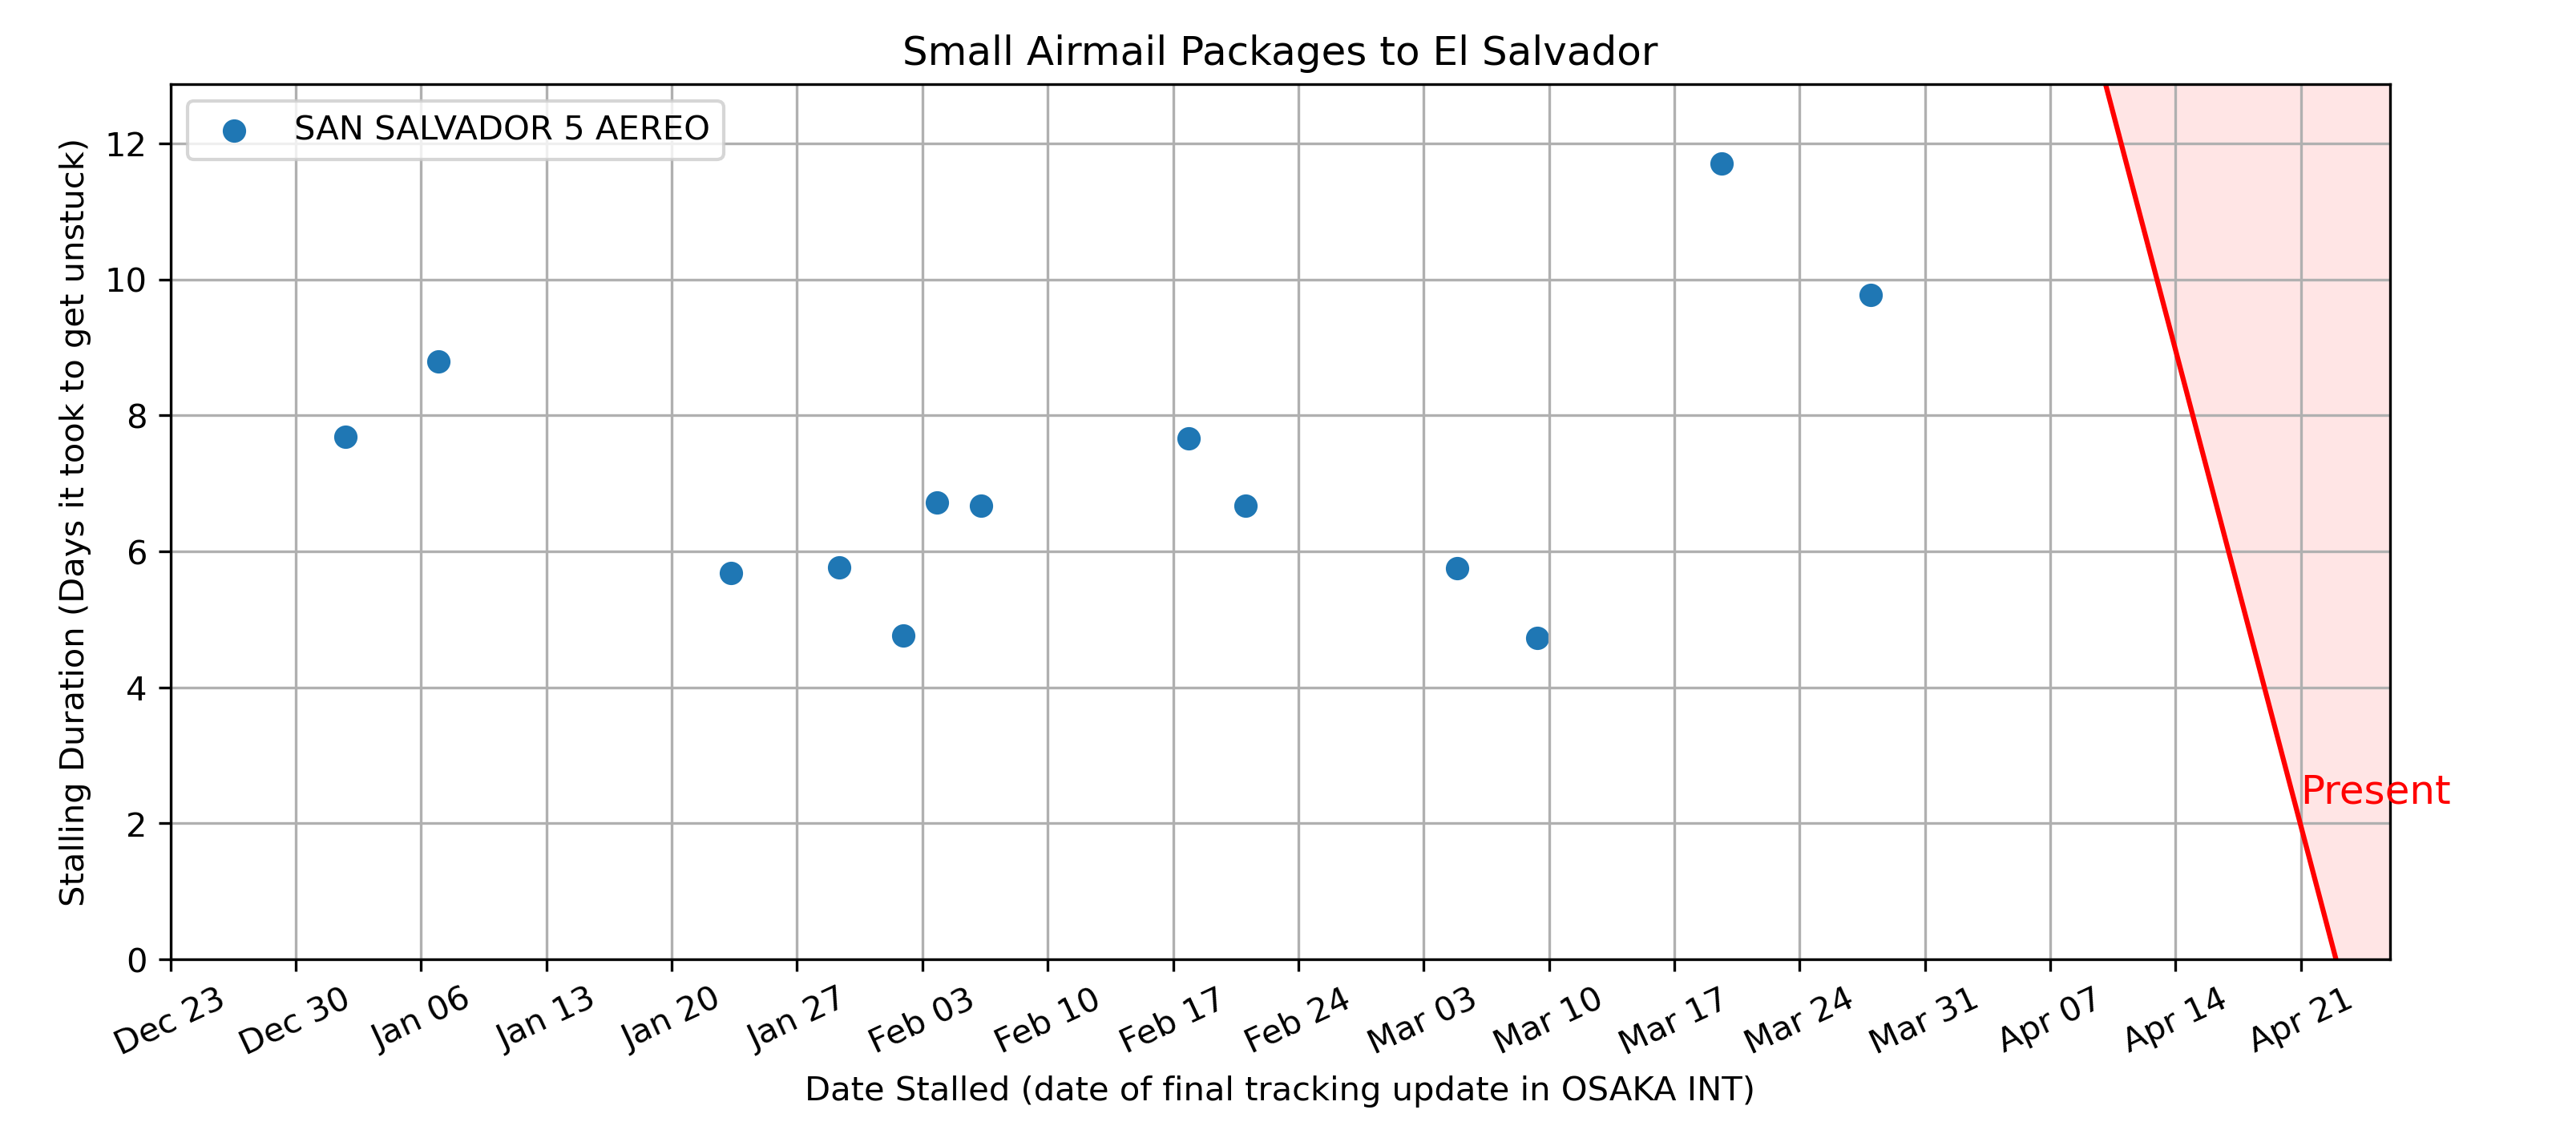 Small Airmail Packages to El Salvador
SAN SALVADOR 5 AEREO
Stalling Duration (Days it took to get unstuck)
12
10
8
6
4
2
0
Present
Dec 23
Dec 30
Jan 06
Jan 13
Jan 20
Jan 27
Feb 03
Feb 10
Feb 17
Feb 24
Mar 03
Mar 10
Mar 17
Mar 24
Mar 31
Apr 07
Apr 14
Apr 21
Date Stalled (date of final tracking update in OSAKA INT)